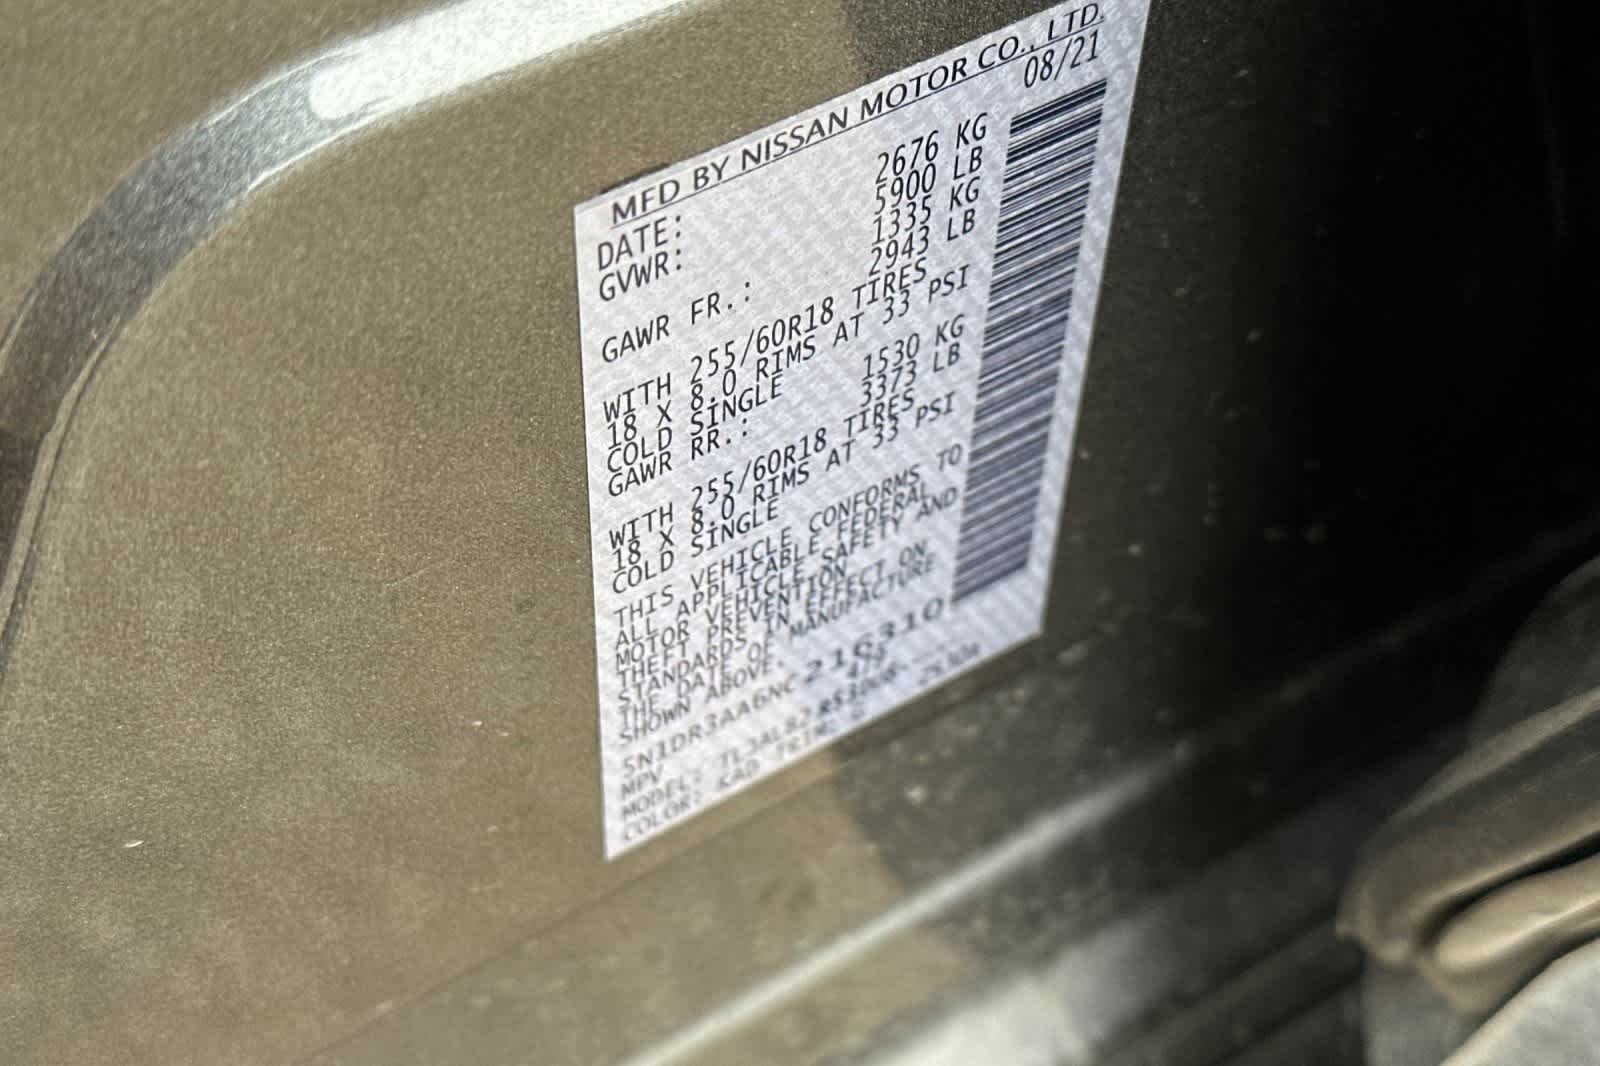 MFD BY NISSAN MOTOR CO., LTD.
DATE: 08/21
GVWR: 2676 KG
5900 LB
GAWR FR.: 1335 KG
2943 LB
WITH 255/60R18 TIRES,
18 X 8.0 RIMS AT 33 PSI
COLD SINGLE
GAWR RR.: 1530 KG
3373 LB
WITH 255/60R18 TIRES,
18 X 8.0 RIMS AT 33 PSI
COLD SINGLE
THIS VEHICLE CONFORMS TO
ALL APPLICABLE FEDERAL
MOTOR VEHICLE SAFETY AND
THEFT PREVENTION
STANDARDS IN EFFECT ON
THE DATE OF MANUFACTURE
SHOWN ABOVE.
5N1DR3AA6NC216310
MPV
MODEL:
COLOR: KAD TRIM: G